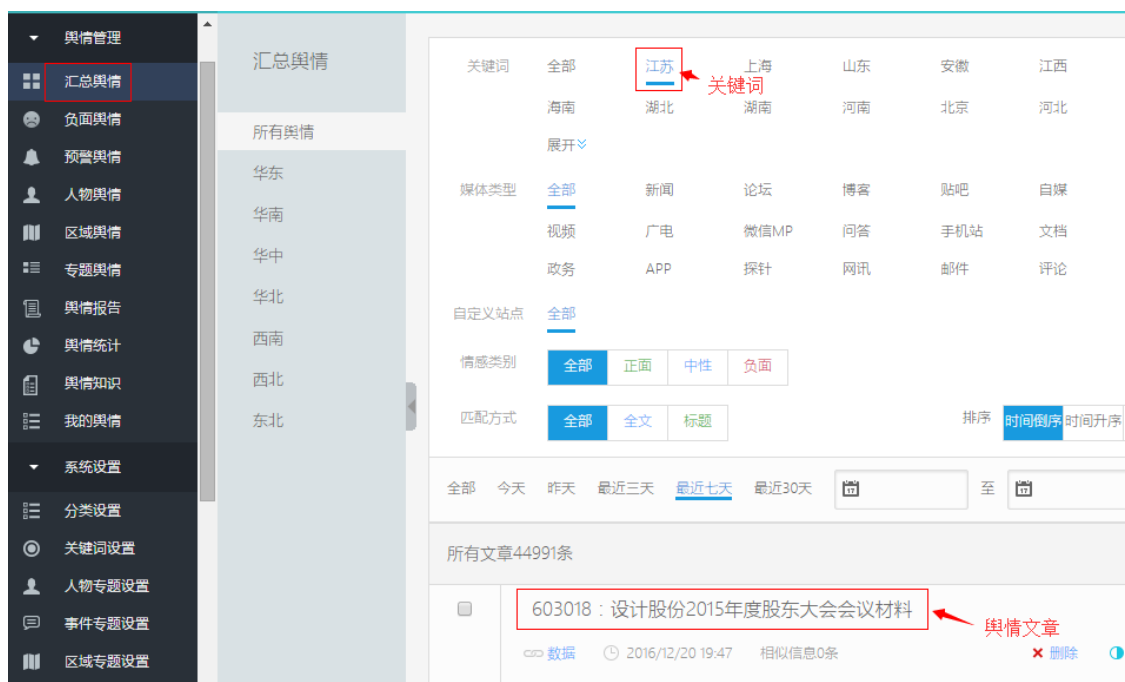 舆情管理
汇总舆情
负面舆情
预警舆情
人物舆情
区域舆情
专题舆情
舆情报告
舆情统计
舆情知识
我的舆情
系统设置
分类设置
关键词设置
人物专题设置
事件专题设置
区域专题设置
汇总舆情
所有舆情
华东
华南
华中
华北
西南
西北
东北
关键词 全部 江苏 上海 山东 安徽 江西
关键词
海南 湖北 湖南 河南 北京 河北
展开
媒体类型 全部 新闻 论坛 博客 贴吧 自媒
视频 广电 微信MP 问答 手机站 文档
政务 APP 探针 网讯 邮件 评论
自定义站点 全部
情感类别 全部 正面 中性 负面
匹配方式 全部 全文 标题 排序 时间倒序 时间升序
全部 今天 昨天 最近三天 最近七天 最近30天 17 至 17
所有文章44991条
603018：设计股份2015年度股东大会会议材料
舆情文章
数据 2016/12/20 19:47 相似信息0条 删除